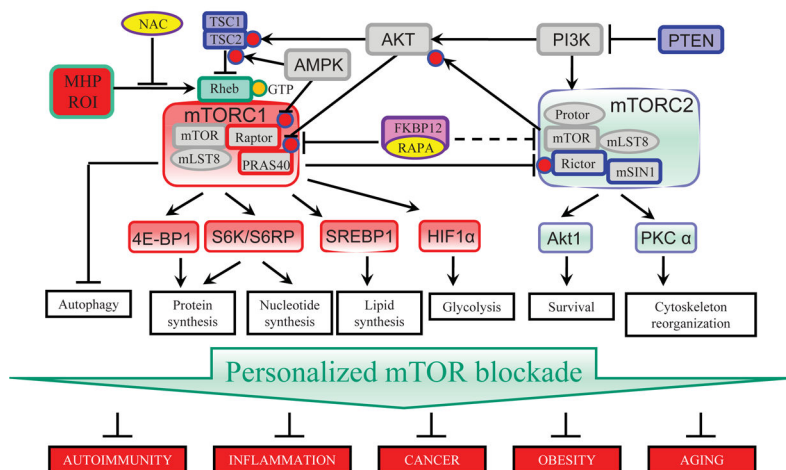 NAC
TSC1
TSC2
AKT
PI3K
PTEN
AMPK
MHP
ROI
Rheb
GTP
mTORC1
mTOR
Raptor
mLST8
PRAS40
FKBP12
RAPA
mTORC2
Protor
mTOR
mLST8
Rictor
mSIN1
4E-BP1
S6K/S6RP
SREBP1
HIF1α
Akt1
PKC α
Autophagy
Protein
synthesis
Nucleotide
synthesis
Lipid
synthesis
Glycolysis
Survival
Cytoskeleton
reorganization
Personalized mTOR blockade
AUTOIMMUNITY
INFLAMMATION
CANCER
OBESITY
AGING